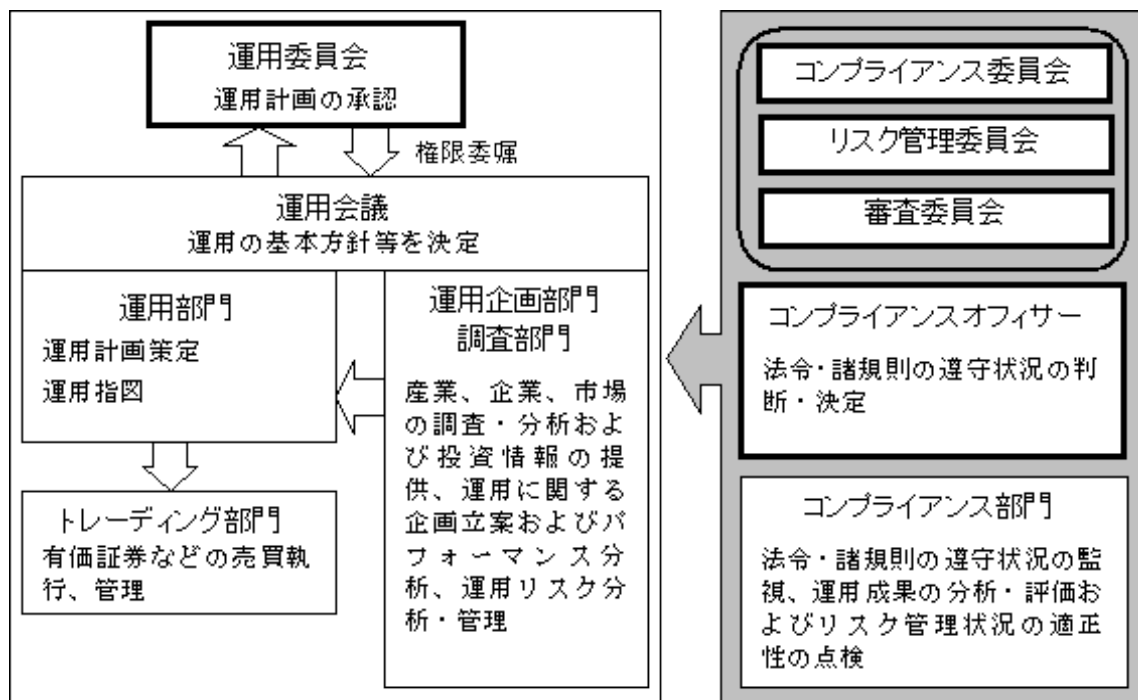 運用委員会
運用計画の承認
権限委嘱
運用会議
運用の基本方針等を決定
運用部門
運用計画策定
運用指図
運用企画部門
調査部門
産業、企業、市場
の調査・分析およ
び投資情報の提
供、運用に関する
企画立案およびパ
フォーマンス分
析、運用リスク分
析・管理
トレーディング部門
有価証券などの売買執
行、管理
コンプライアンス委員会
リスク管理委員会
審査委員会
コンプライアンスオフィサー
法令・諸規則の遵守状況の判
断・決定
コンプライアンス部門
法令・諸規則の遵守状況の監
視、運用成果の分析・評価お
よびリスク管理状況の適正
性の点検